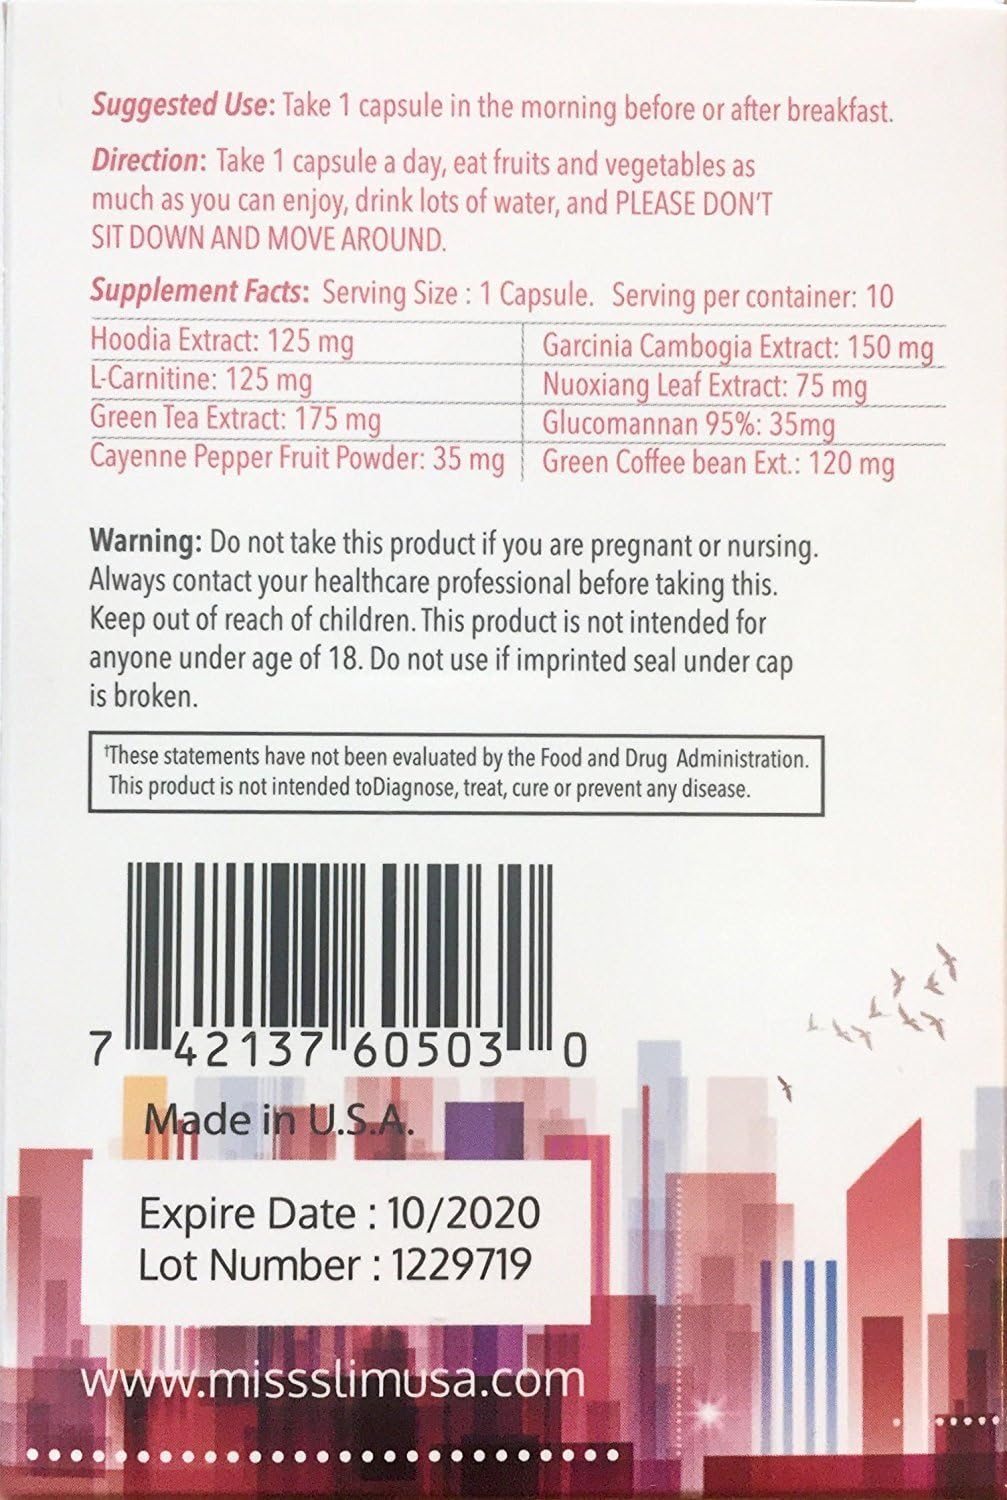 Suggested Use: Take 1 capsule in the morning before or after breakfast.
Direction: Take 1 capsule a day, eat fruits and vegetables as
much as you can enjoy, drink lots of water, and PLEASE DON'T
SIT DOWN AND MOVE AROUND.
Supplement Facts: Serving Size : 1 Capsule. Serving per container: 10
Hoodia Extract: 125 mg
L-Carnitine: 125 mg
Green Tea Extract: 175 mg
Cayenne Pepper Fruit Powder: 35 mg
Garcinia Cambogia Extract: 150 mg
Nuoxiang Leaf Extract: 75 mg
Glucomannan 95%: 35mg
Green Coffee bean Ext.: 120 mg
Warning: Do not take this product if you are pregnant or nursing.
Always contact your healthcare professional before taking this.
Keep out of reach of children. This product is not intended for
anyone under age of 18. Do not use if imprinted seal under cap
is broken.
†These statements have not been evaluated by the Food and Drug Administration.
This product is not intended toDiagnose, treat, cure or prevent any disease.
7 42137 60503 0
Made in U.S.A.
Expire Date : 10/2020
Lot Number : 1229719
www.missslimusa.com